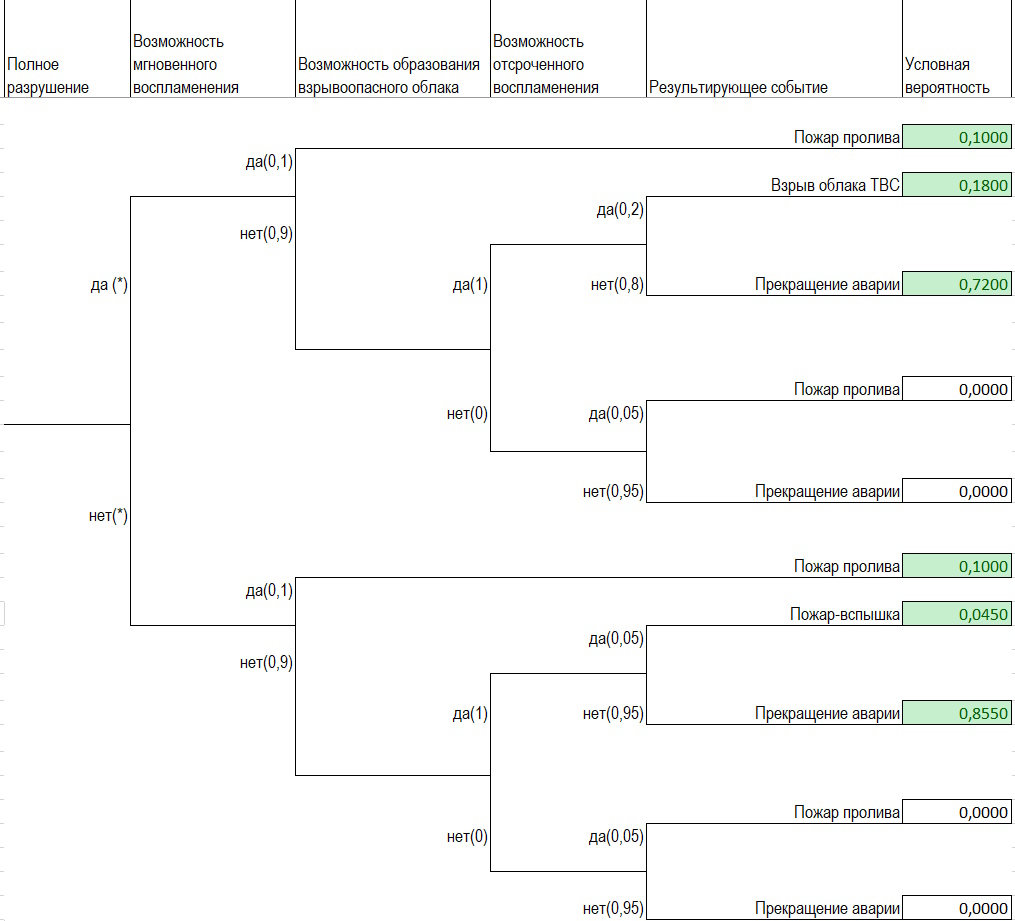 Полное
разрушение
Возможность
мгновенного
воспламенения
Возможность образования
взрывоопасного облака
Возможность
отсроченного
воспламенения
Результирующее событие
Условная
вероятность
Пожар пролива 0,1000
да(0,1)
Взрыв облака ТВС 0,1800
да(0,2)
нет(0,9)
да (*)
да(1)
нет(0,8)
Прекращение аварии 0,7200
Пожар пролива 0,0000
нет(0)
да(0,05)
нет(0,95)
Прекращение аварии 0,0000
нет(*)
Пожар пролива 0,1000
да(0,1)
Пожар-вспышка 0,0450
да(0,05)
нет(0,9)
да(1)
нет(0,95)
Прекращение аварии 0,8550
Пожар пролива 0,0000
нет(0)
да(0,05)
нет(0,95)
Прекращение аварии 0,0000